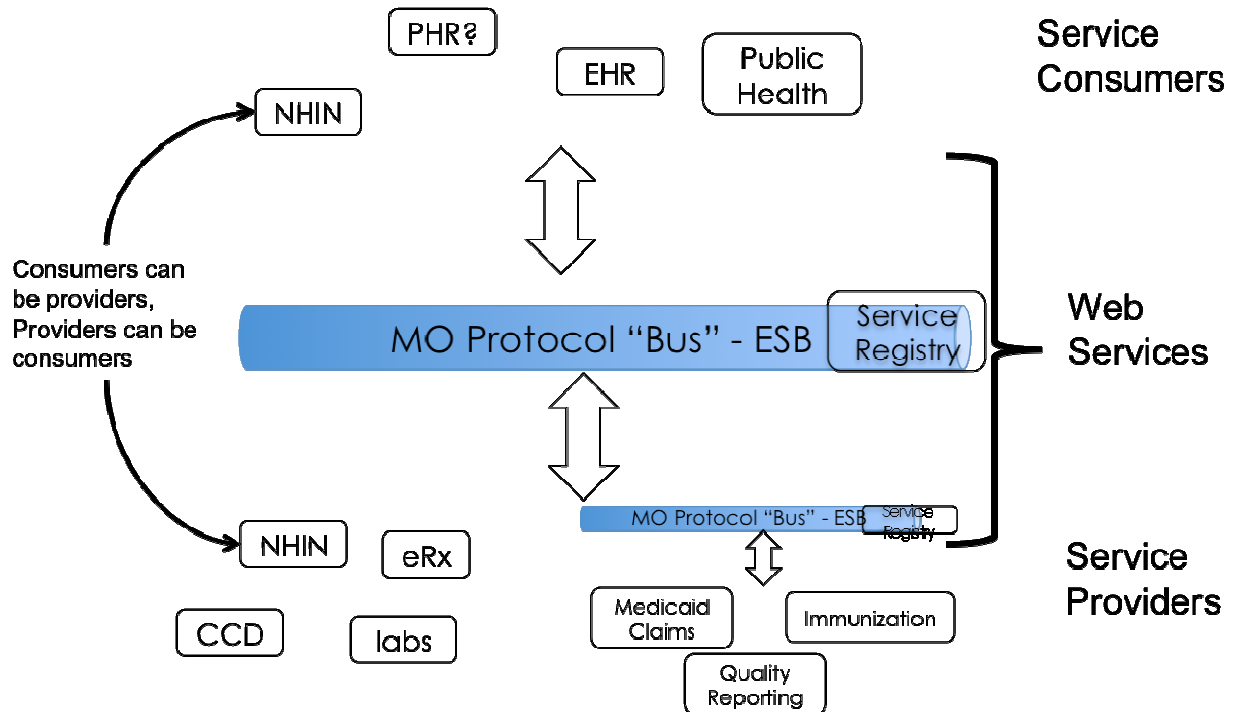 PHR?
EHR
Public
Health
Service
Consumers
NHIN
Consumers can
be providers,
Providers can be
consumers
MO Protocol “Bus” - ESB
Service
Registry
Web
Services
MO Protocol “Bus” - ESB
Service
Registry
NHIN
eRx
CCD
labs
Medicaid
Claims
Immunization
Quality
Reporting
Service
Providers